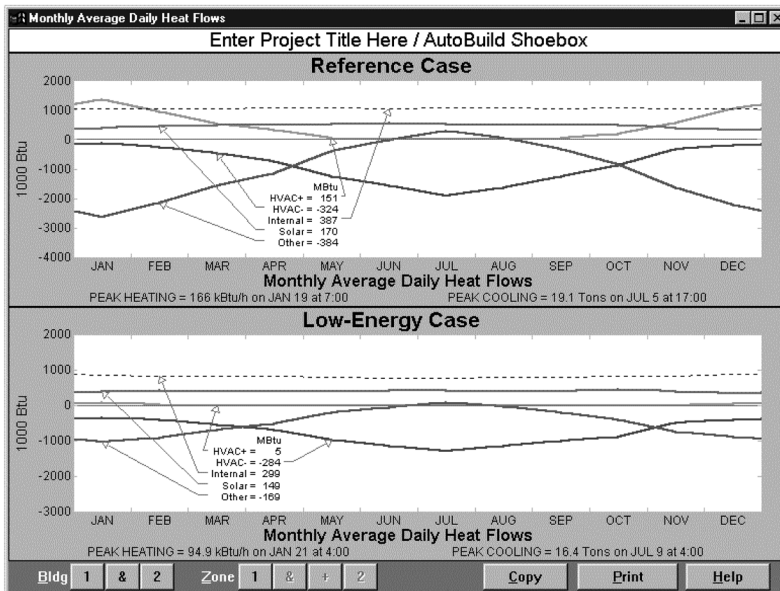 Monthly Average Daily Heat Flows
Enter Project Title Here / AutoBuild Shoebox
Reference Case
1000 Btu
2000
1000
0
-1000
-2000
-3000
-4000
MBtu
HVAC+ = 151
HVAC- = -324
Internal = 387
Solar = 170
Other = -384
JAN FEB MAR APR MAY JUN JUL AUG SEP OCT NOV DEC
Monthly Average Daily Heat Flows
PEAK HEATING = 166 kBtu/h on JAN 19 at 7:00 PEAK COOLING = 19.1 Tons on JUL 5 at 17:00
Low-Energy Case
1000 Btu
2000
1000
0
-1000
-2000
-3000
MBtu
HVAC+ = 5
HVAC- = -284
Internal = 299
Solar = 149
Other = -169
JAN FEB MAR APR MAY JUN JUL AUG SEP OCT NOV DEC
Monthly Average Daily Heat Flows
PEAK HEATING = 94.9 kBtu/h on JAN 21 at 4:00 PEAK COOLING = 16.4 Tons on JUL 9 at 4:00
Bldg 1 & 2 Zone 1 & + 2 Copy Print Help